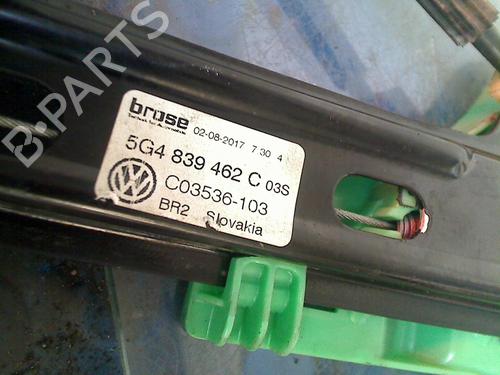 B-PARTS
brose
02-08-2017 7 30 4
5G4 839 462 C 03S
C03536-103
BR2 Slovakia